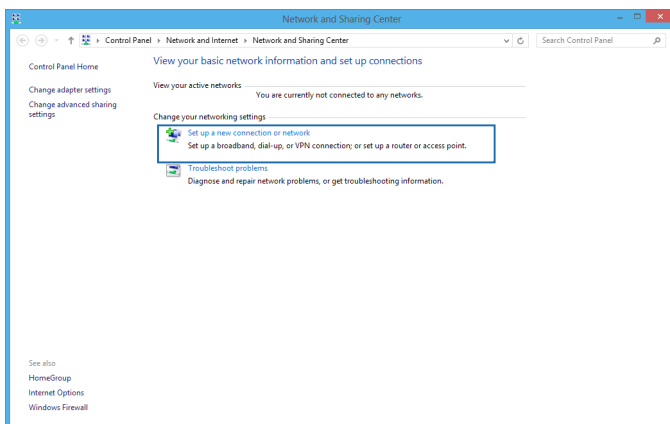 Network and Sharing Center
Control Panel Network and Internet Network and Sharing Center
Search Control Panel
Control Panel Home
Change adapter settings
Change advanced sharing
settings
View your basic network information and set up connections
View your active networks
You are currently not connected to any networks.
Change your networking settings
Set up a new connection or network
Set up a broadband, dial-up, or VPN connection; or set up a router or access point.
Troubleshoot problems
Diagnose and repair network problems, or get troubleshooting information.
See also
HomeGroup
Internet Options
Windows Firewall